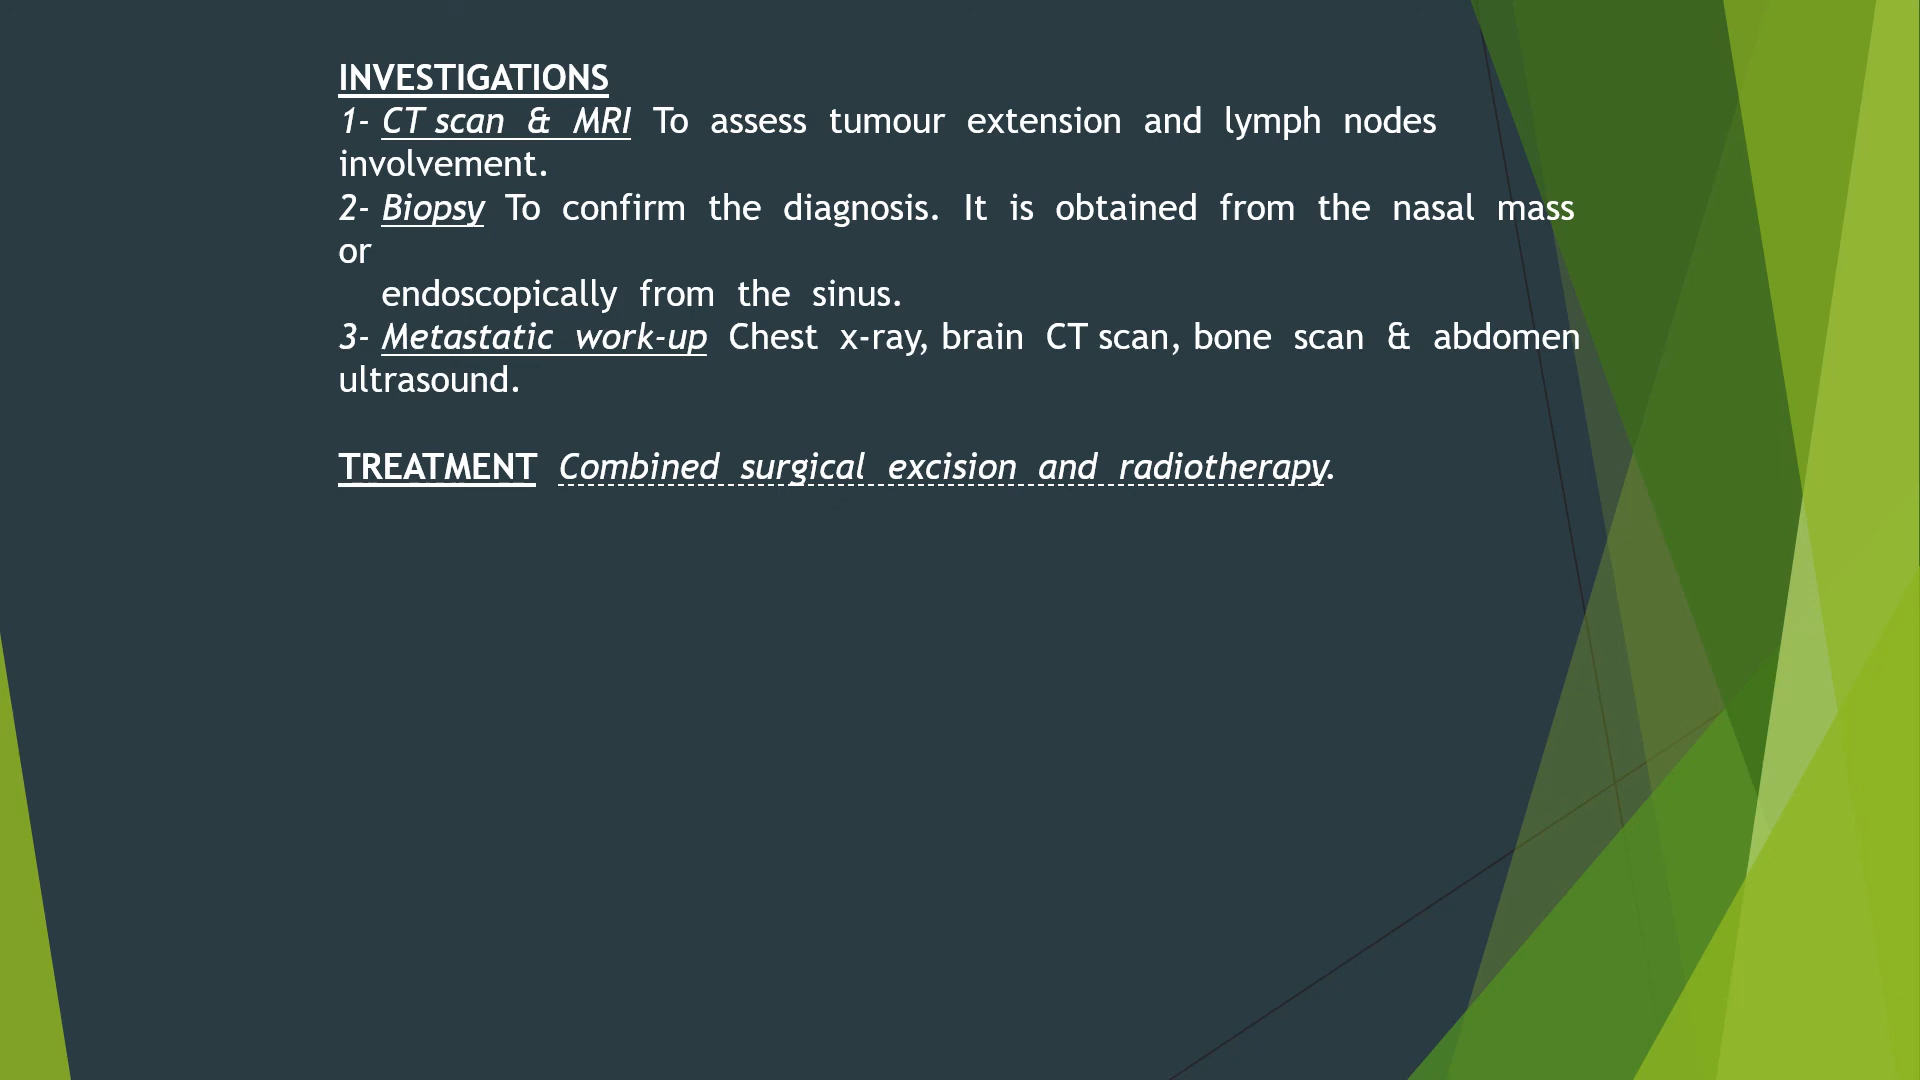 INVESTIGATIONS
1- CT scan & MRI To assess tumour extension and lymph nodes
involvement.
2- Biopsy To confirm the diagnosis. It is obtained from the nasal mass
or
endoscopically from the sinus.
3- Metastatic work-up Chest x-ray, brain CT scan, bone scan & abdomen
ultrasound.
TREATMENT Combined surgical excision and radiotherapy.